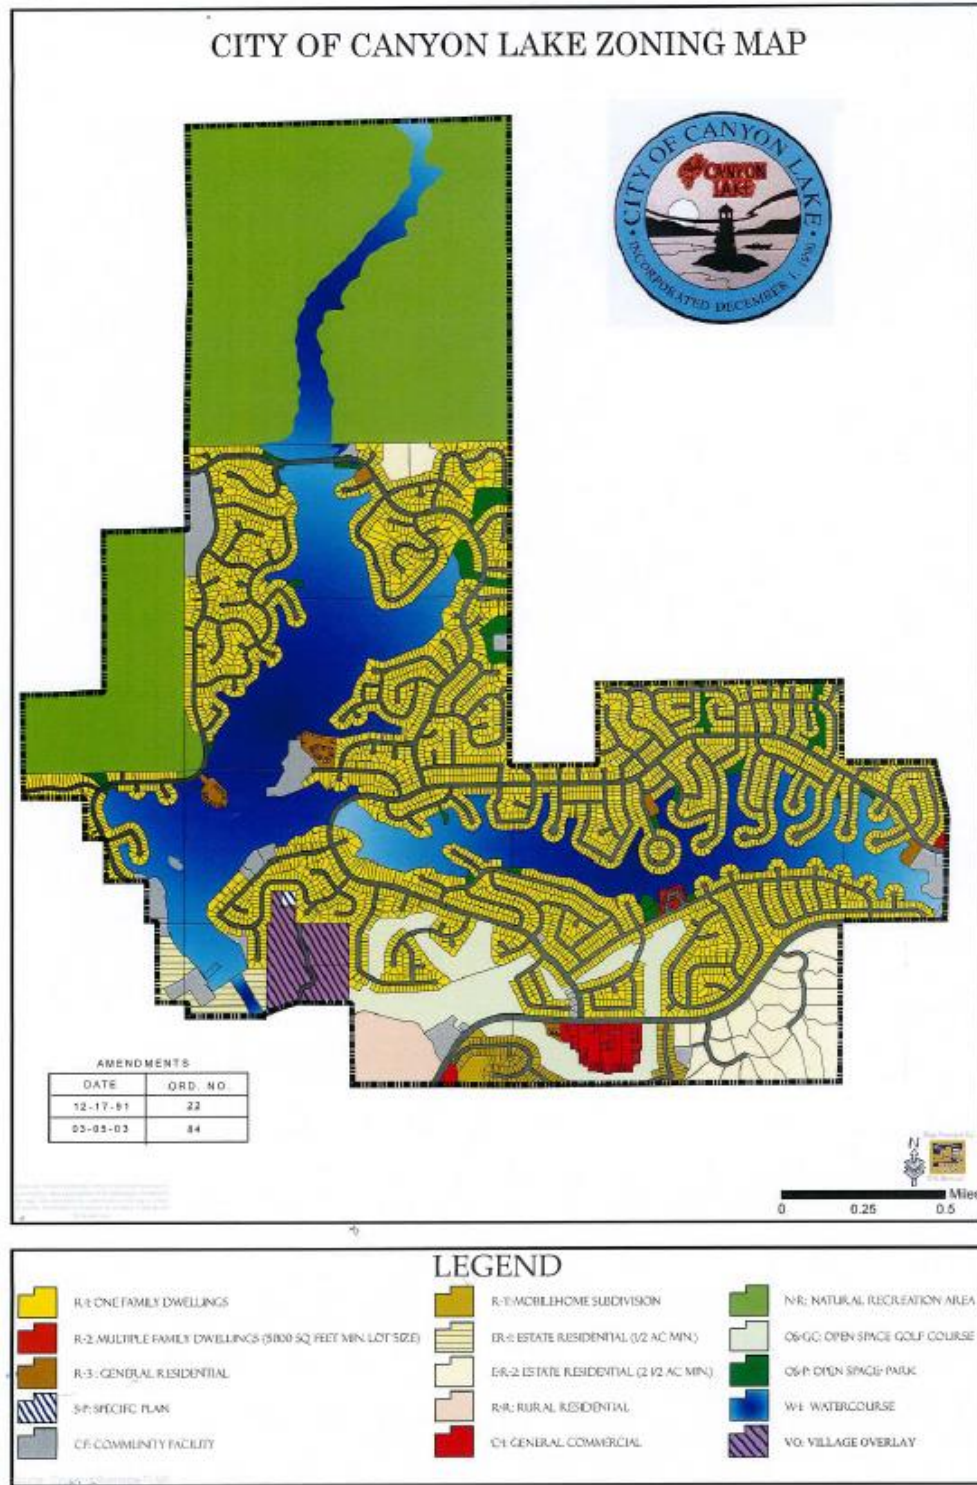 CITY OF CANYON LAKE ZONING MAP
CITY OF CANYON LAKE
CANYON
LAKE
INCORPORATED DECEMBER 1, 1990
AMENDMENTS
DATE ORD. NO.
12-17-91 22
03-05-03 84
N
Miles
0 0.25 0.5
LEGEND
R-1: ONE FAMILY DWELLINGS
R-2: MULTIPLE FAMILY DWELLINGS (5000 SQ FEET MIN. LOT SIZE)
R-3: GENERAL RESIDENTIAL
S-P: SPECIFIC PLAN
CF: COMMUNITY FACILITY
R-T: MOBILEHOME SUBDIVISION
ER-1: ESTATE RESIDENTIAL (1/2 AC MIN.)
E-R-2: ESTATE RESIDENTIAL (2 1/2 AC MIN.)
R-R: RURAL RESIDENTIAL
C-1: GENERAL COMMERCIAL
N-R: NATURAL RECREATION AREA
OS-GC: OPEN SPACE GOLF COURSE
OS-P: OPEN SPACE- PARK
W-1: WATERCOURSE
VO: VILLAGE OVERLAY